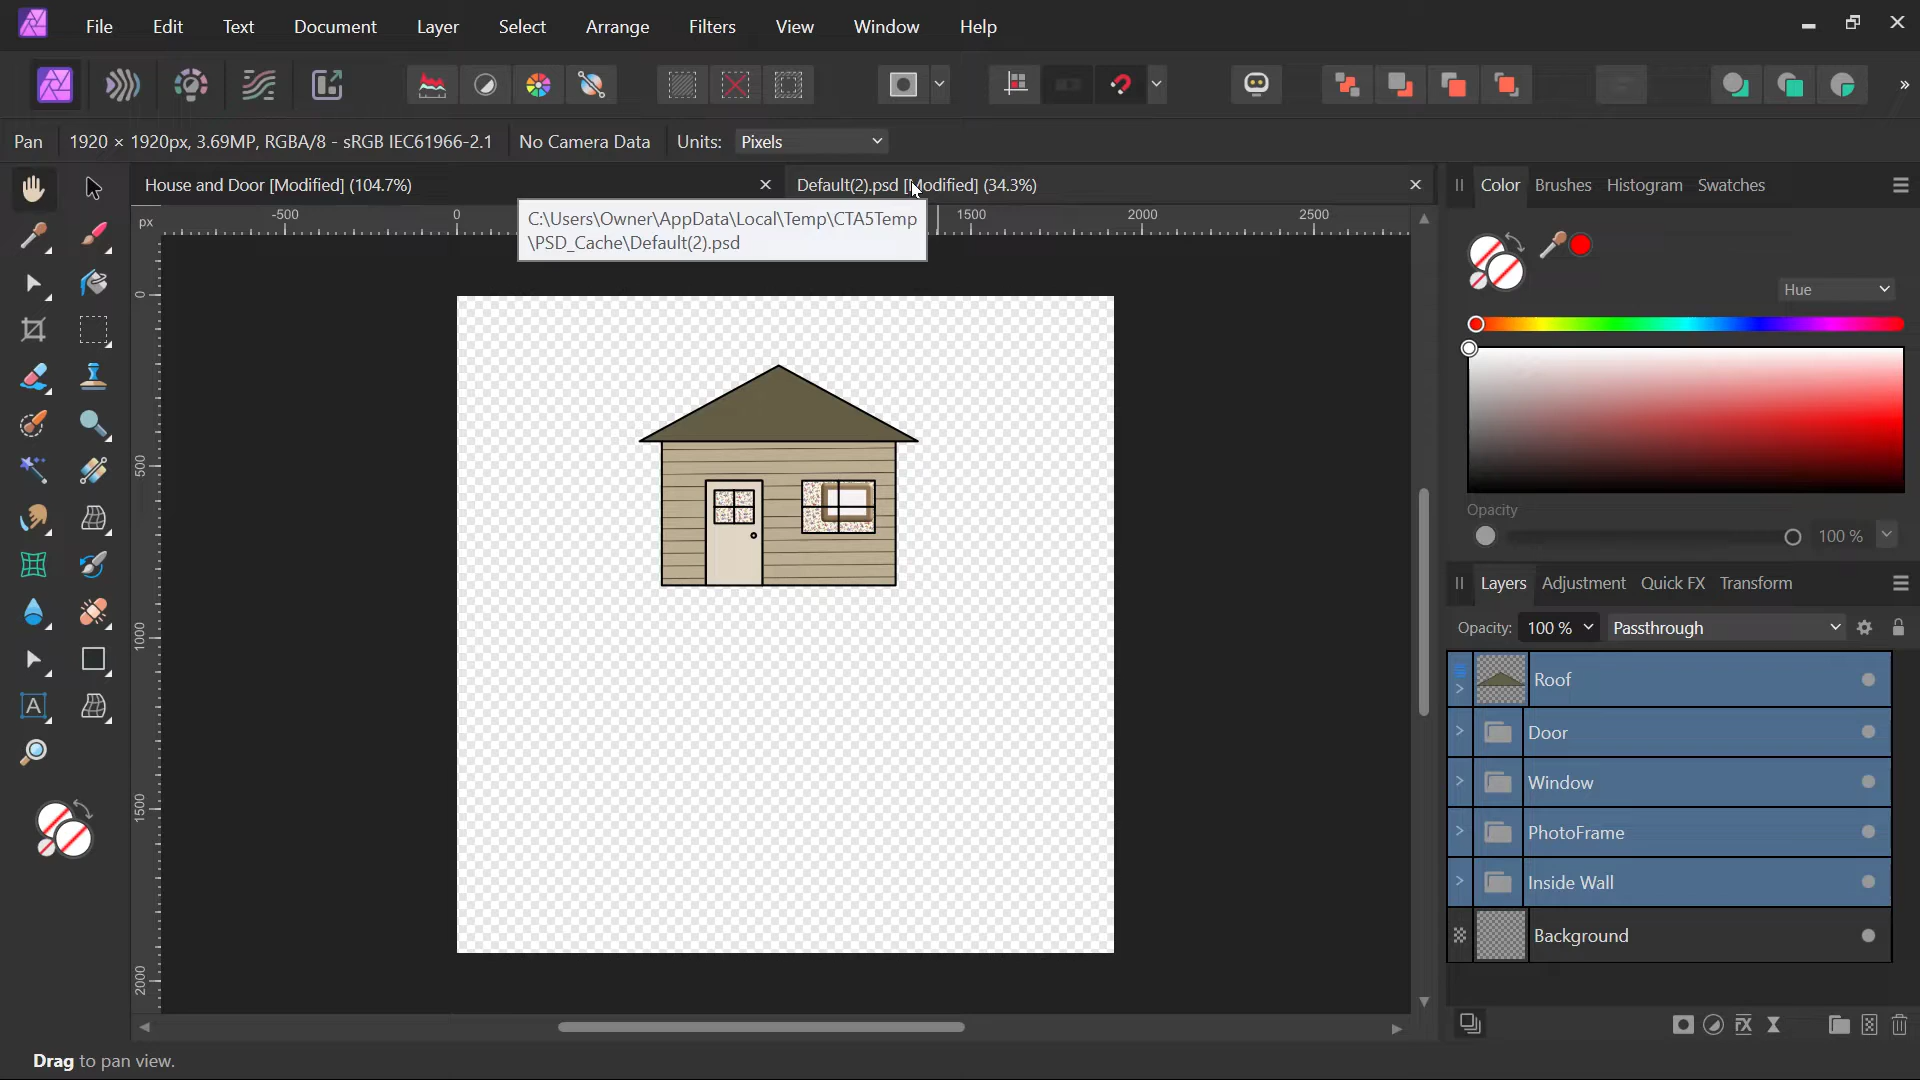 File Edit Text Document Layer Select Arrange Filters View Window Help
Pan 1920 × 1920px, 3.69MP, RGBA/8 - sRGB IEC61966-2.1 No Camera Data Units: Pixels
House and Door [Modified] (104.7%) Default(2).psd [Modified] (34.3%)
Color Brushes Histogram Swatches
px -500 0 1500 2000 2500
C:\Users\Owner\AppData\Local\Temp\CTA5Temp
\PSD_Cache\Default(2).psd
Hue
0
500
1000
1500
2000
Opacity
100 %
Layers Adjustment Quick FX Transform
Opacity: 100 % Passthrough
Roof
Door
Window
PhotoFrame
Inside Wall
Background
A
Drag to pan view.